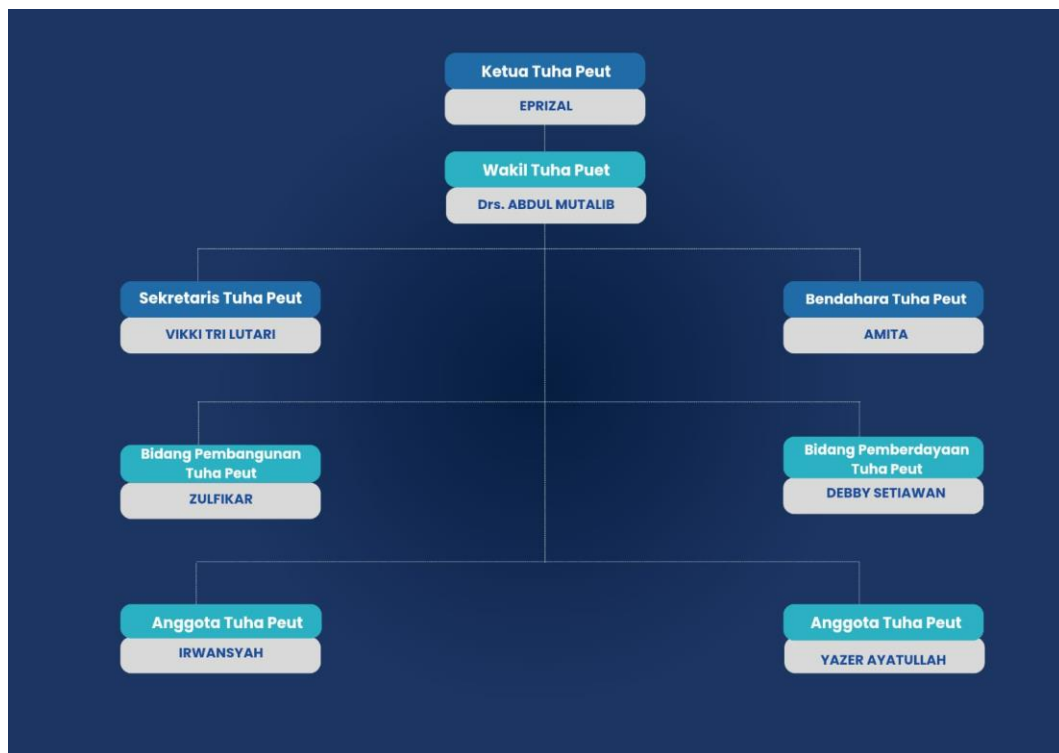 Ketua Tuha Peut
EPRIZAL
Wakil Tuha Puet
Drs. ABDUL MUTALIB
Sekretaris Tuha Peut
VIKKI TRI LUTARI
Bendahara Tuha Peut
AMITA
Bidang Pembangunan
Tuha Peut
ZULFIKAR
Bidang Pemberdayaan
Tuha Peut
DEBBY SETIAWAN
Anggota Tuha Peut
IRWANSYAH
Anggota Tuha Peut
YAZER AYATULLAH